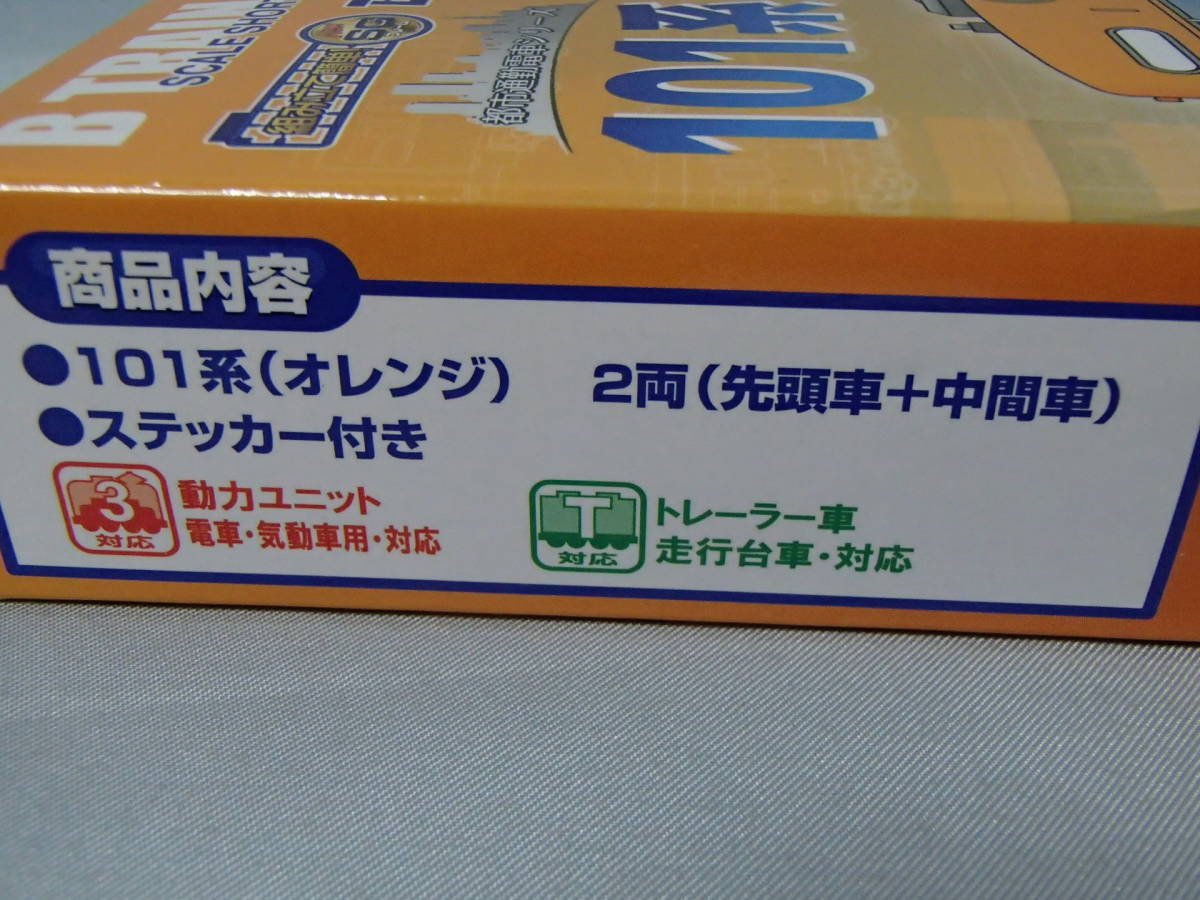 B TRAIN
SCALE SHORT
都市通勤電車シリーズ
101系
商品内容
●101系(オレンジ) 2両(先頭車+中間車)
●ステッカー付き
3
対応
動力ユニット
電車・気動車用・対応
T
対応
トレーラー車
走行台車・対応